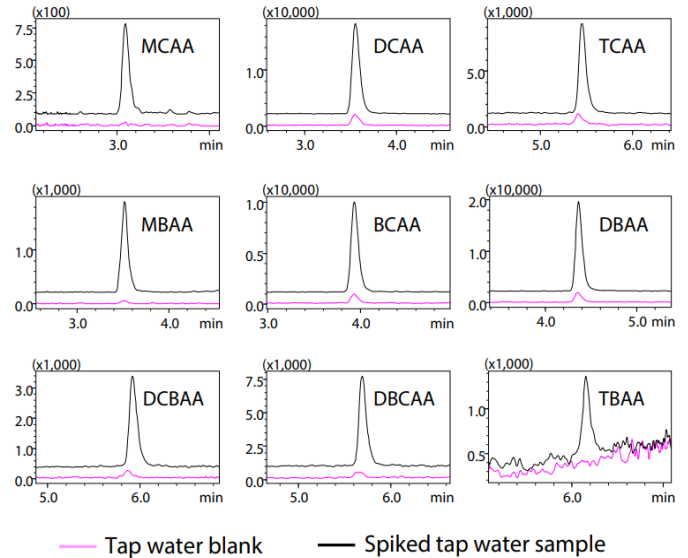 (x100) (x10,000) (x1,000)
7.5 MCAA DCAA TCAA
5.0 1.0 5.0
2.5
0.0 0.0 0.0
3.0 min 3.0 4.0 min 5.0 6.0 min
(x1,000) (x10,000) (x10,000)
MBAA 1.0 BCAA 2.0 DBAA
1.0 0.5 1.0
0.0 0.0 0.0
3.0 4.0 min 3.0 4.0 min 4.0 5.0 min
(x1,000) (x1,000) (x1,000)
3.0 DCBAA 7.5 DBCAA TBAA
2.0 5.0 1.0
1.0 2.5 0.5
0.0 0.0
5.0 6.0 min 5.0 6.0 min 6.0 min
Tap water blank Spiked tap water sample